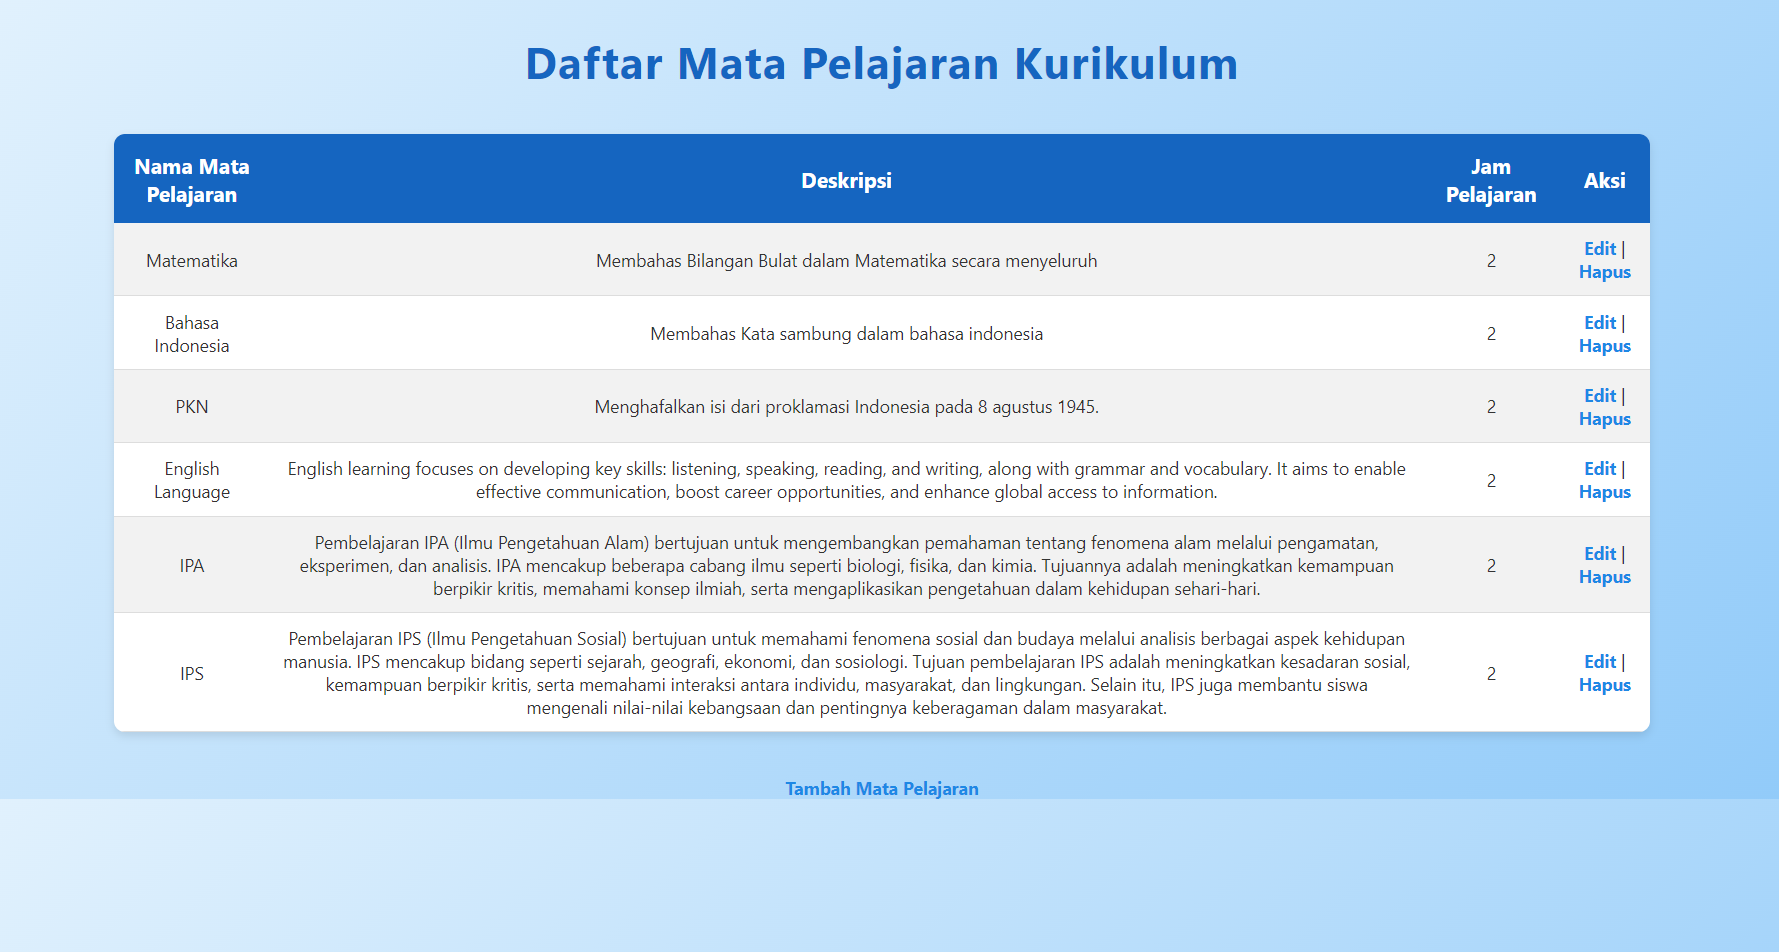 Daftar Mata Pelajaran Kurikulum
Nama Mata
Pelajaran
Deskripsi
Jam
Pelajaran
Aksi
Matematika
Membahas Bilangan Bulat dalam Matematika secara menyeluruh
2
Edit |
Hapus
Bahasa
Indonesia
Membahas Kata sambung dalam bahasa indonesia
2
Edit |
Hapus
PKN
Menghafalkan isi dari proklamasi Indonesia pada 8 agustus 1945.
2
Edit |
Hapus
English
Language
English learning focuses on developing key skills: listening, speaking, reading, and writing, along with grammar and vocabulary. It aims to enable
effective communication, boost career opportunities, and enhance global access to information.
2
Edit |
Hapus
IPA
Pembelajaran IPA (Ilmu Pengetahuan Alam) bertujuan untuk mengembangkan pemahaman tentang fenomena alam melalui pengamatan,
eksperimen, dan analisis. IPA mencakup beberapa cabang ilmu seperti biologi, fisika, dan kimia. Tujuannya adalah meningkatkan kemampuan
berpikir kritis, memahami konsep ilmiah, serta mengaplikasikan pengetahuan dalam kehidupan sehari-hari.
2
Edit |
Hapus
IPS
Pembelajaran IPS (Ilmu Pengetahuan Sosial) bertujuan untuk memahami fenomena sosial dan budaya melalui analisis berbagai aspek kehidupan
manusia. IPS mencakup bidang seperti sejarah, geografi, ekonomi, dan sosiologi. Tujuan pembelajaran IPS adalah meningkatkan kesadaran sosial,
kemampuan berpikir kritis, serta memahami interaksi antara individu, masyarakat, dan lingkungan. Selain itu, IPS juga membantu siswa
mengenali nilai-nilai kebangsaan dan pentingnya keberagaman dalam masyarakat.
2
Edit |
Hapus
Tambah Mata Pelajaran